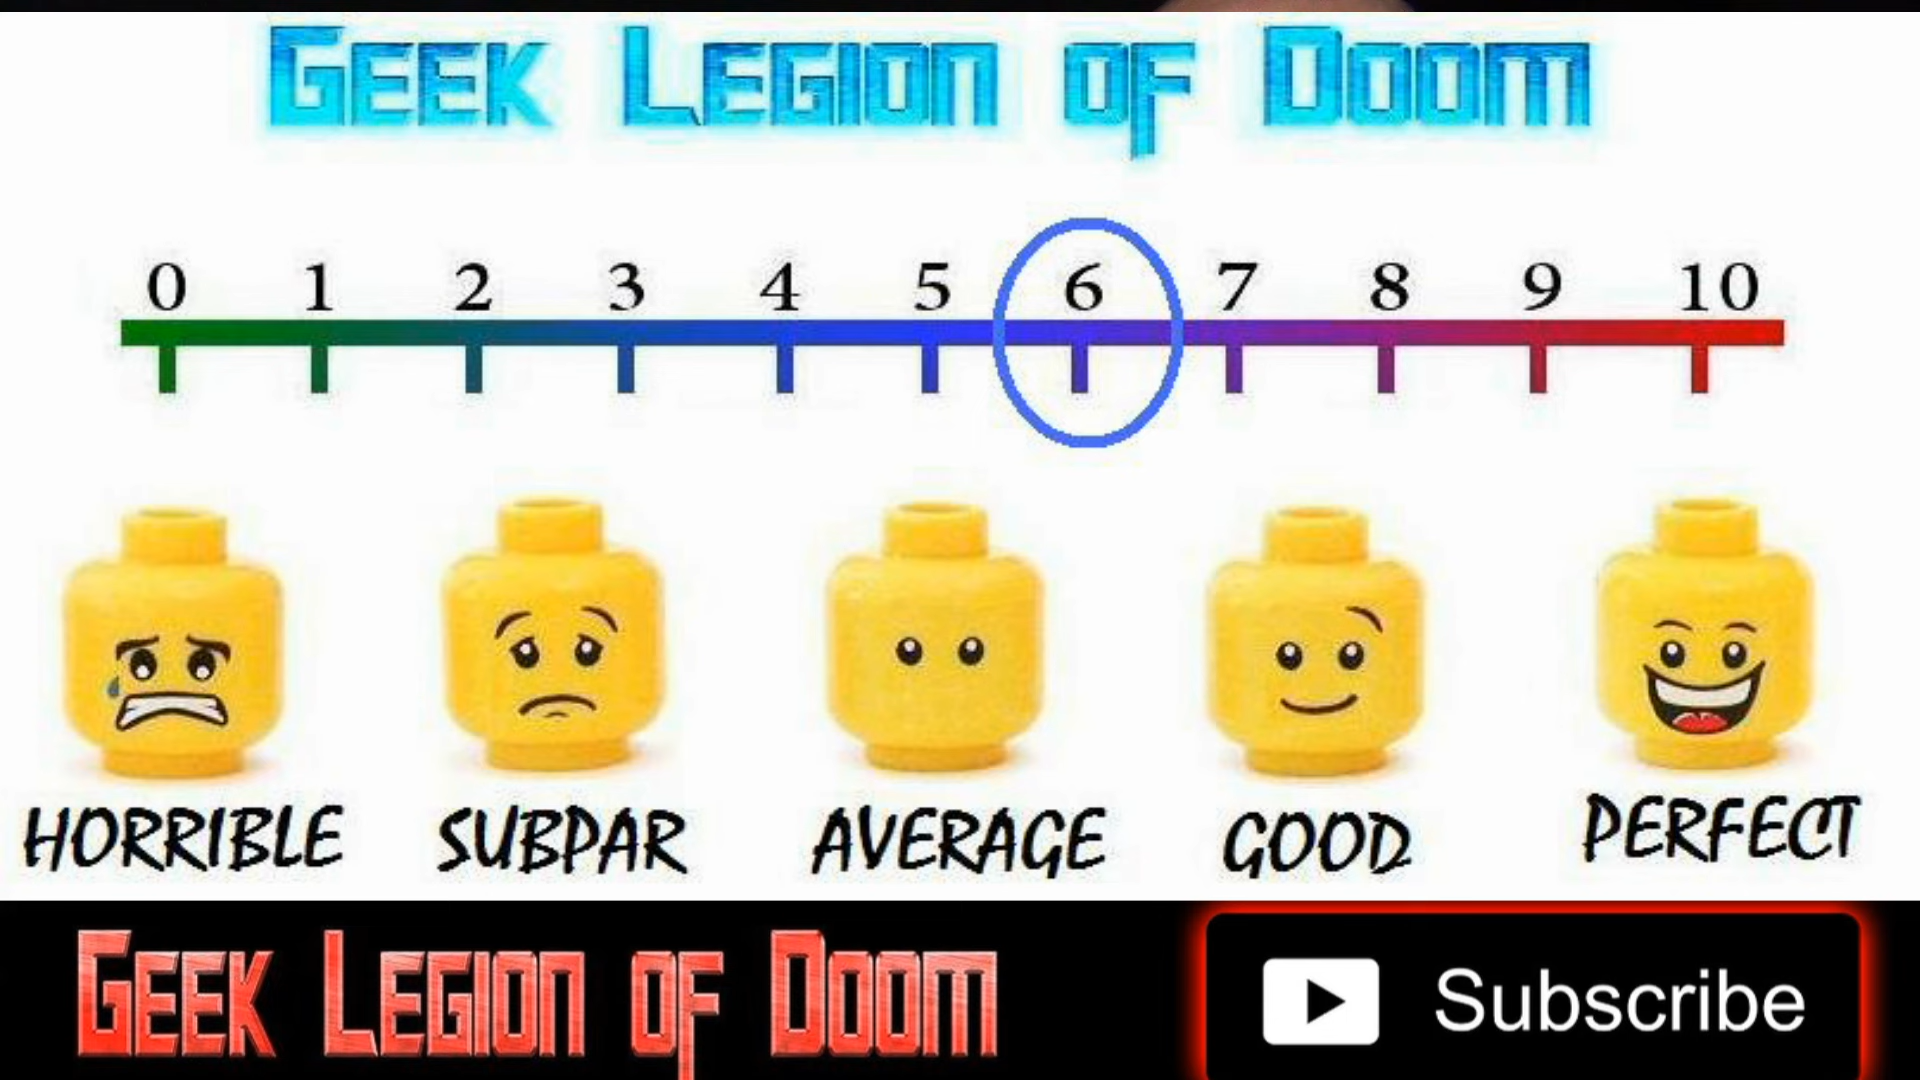 GEEK LEGION OF DOOM
0 1 2 3 4 5 6 7 8 9 10
HORRIBLE SUBPAR AVERAGE GOOD PERFECT
GEEK LEGION OF DOOM Subscribe